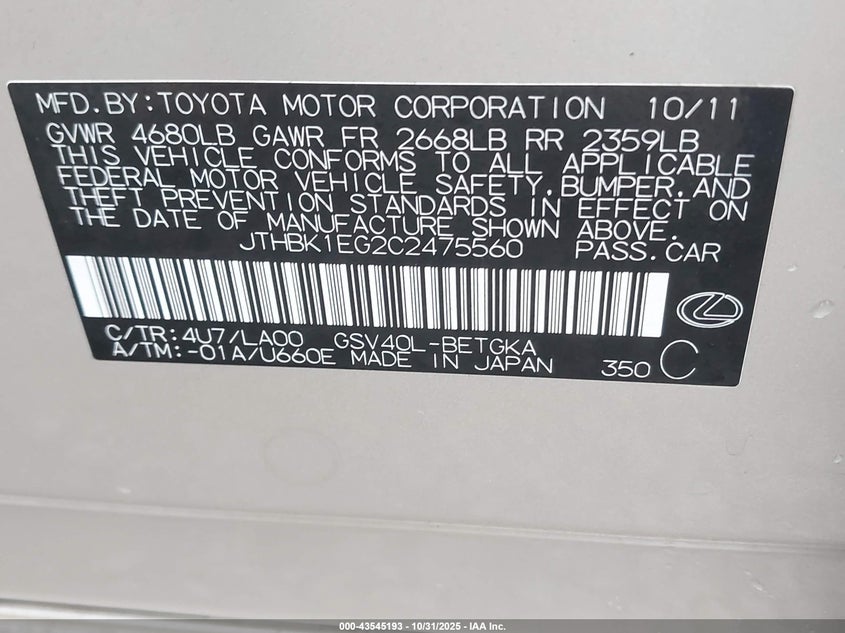 MFD.BY:TOYOTA MOTOR CORPORATION 10/11
GVWR 4680LB GAWR FR 2668LB RR 2359LB
THIS VEHICLE CONFORMS TO ALL APPLICABLE
FEDERAL MOTOR VEHICLE SAFETY,BUMPER,AND
THEFT PREVENTION STANDARDS IN EFFECT ON
THE DATE OF MANUFACTURE SHOWN ABOVE.
JTHBK1EG2C2475560 PASS.CAR
C/TR:4U7/LA00 GSV40L-BETGKA
A/TM:-01A/U660E MADE IN JAPAN 350 C
000-43545193 - 10/31/2025 - IAA Inc.